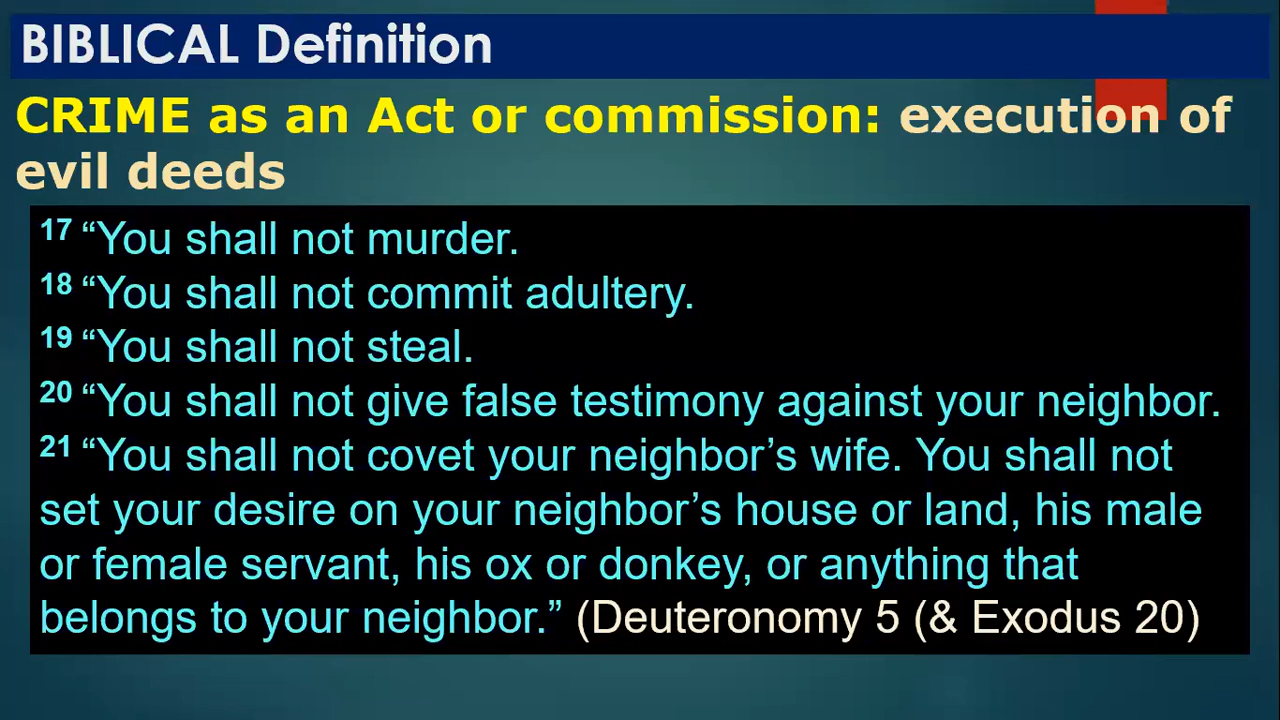 BIBLICAL Definition
CRIME as an Act or commission: execution of
evil deeds
17 “You shall not murder.
18 “You shall not commit adultery.
19 “You shall not steal.
20 “You shall not give false testimony against your neighbor.
21 “You shall not covet your neighbor’s wife. You shall not
set your desire on your neighbor’s house or land, his male
or female servant, his ox or donkey, or anything that
belongs to your neighbor.” (Deuteronomy 5 (& Exodus 20)